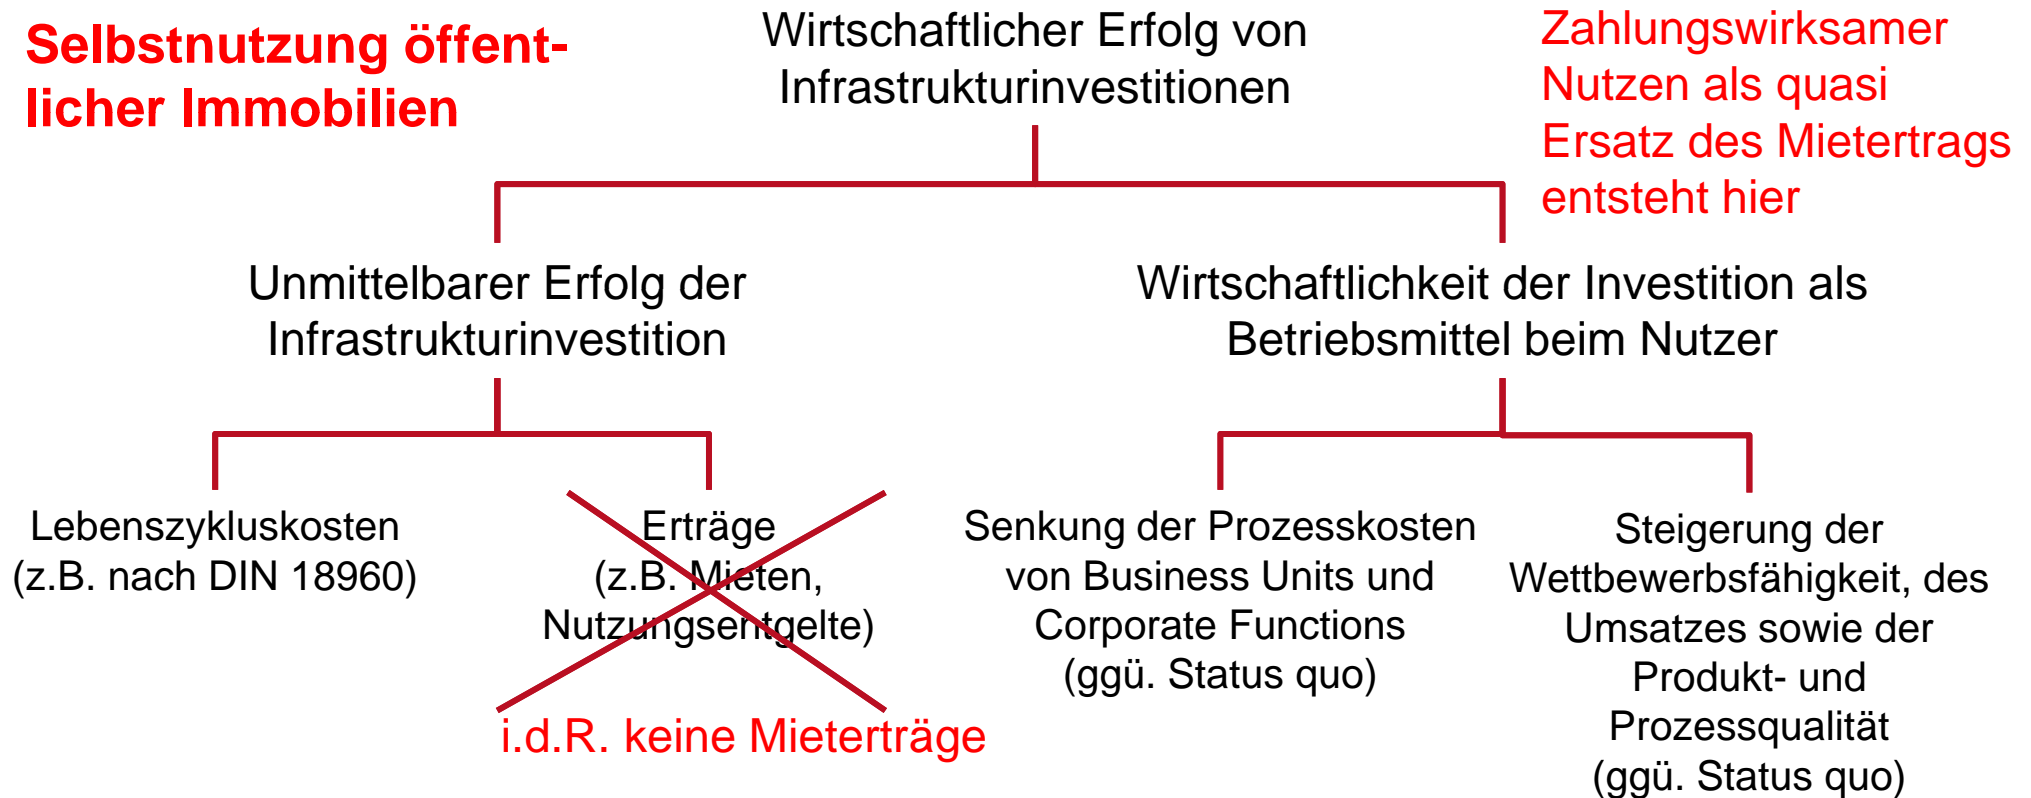 Selbstnutzung öffent-
licher Immobilien
Wirtschaftlicher Erfolg von
Infrastrukturinvestitionen
Zahlungswirksamer
Nutzen als quasi
Ersatz des Mietertrags
entsteht hier
Unmittelbarer Erfolg der
Infrastrukturinvestition
Wirtschaftlichkeit der Investition als
Betriebsmittel beim Nutzer
Lebenszykluskosten
(z.B. nach DIN 18960)
Erträge
(z.B. Mieten,
Nutzungsentgelte)
i.d.R. keine Mieterträge
Senkung der Prozesskosten
von Business Units und
Corporate Functions
(ggü. Status quo)
Steigerung der
Wettbewerbsfähigkeit, des
Umsatzes sowie der
Produkt- und
Prozessqualität
(ggü. Status quo)